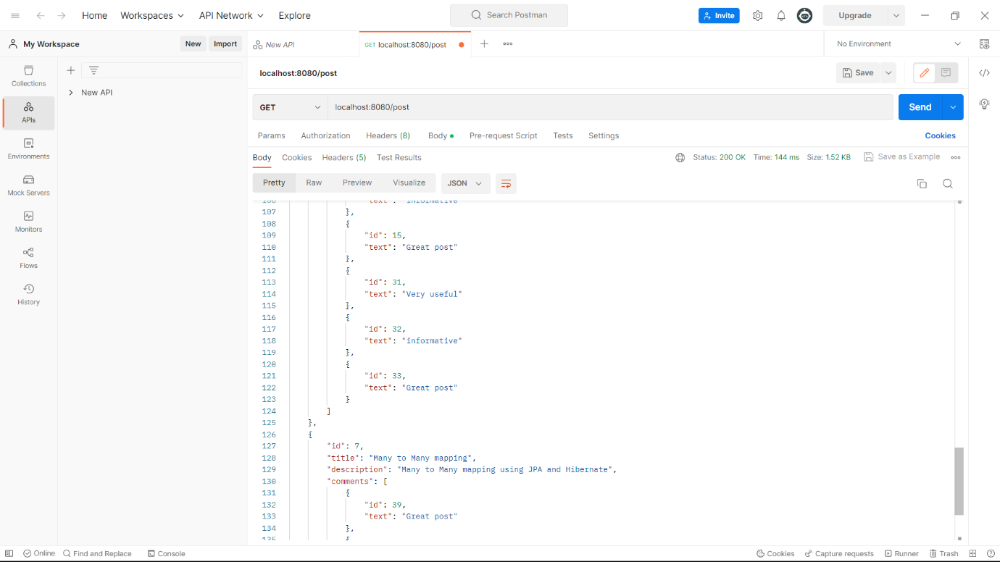 Home Workspaces API Network Explore Search Postman Invite Upgrade
My Workspace New Import New API GET localhost:8080/post No Environment
Collections
APIs
Environments
Mock Servers
Monitors
Flows
History
New API
localhost:8080/post Save
GET localhost:8080/post Send
Params Authorization Headers (8) Body Pre-request Script Tests Settings Cookies
Body Cookies Headers (5) Test Results Status: 200 OK Time: 144 ms Size: 1.52 KB Save as Example
Pretty Raw Preview Visualize JSON
106 "text": "informative"
107 },
108 {
109 "id": 15,
110 "text": "Great post"
111 },
112 {
113 "id": 31,
114 "text": "Very useful"
115 },
116 {
117 "id": 32,
118 "text": "informative"
119 },
120 {
121 "id": 33,
122 "text": "Great post"
123 }
124 ]
125 },
126 {
127 "id": 7,
128 "title": "Many to Many mapping",
129 "description": "Many to Many mapping using JPA and Hibernate",
130 "comments": [
131 {
132 "id": 39,
133 "text": "Great post"
134 },
135 {
Online Find and Replace Console Cookies Capture requests Runner Trash